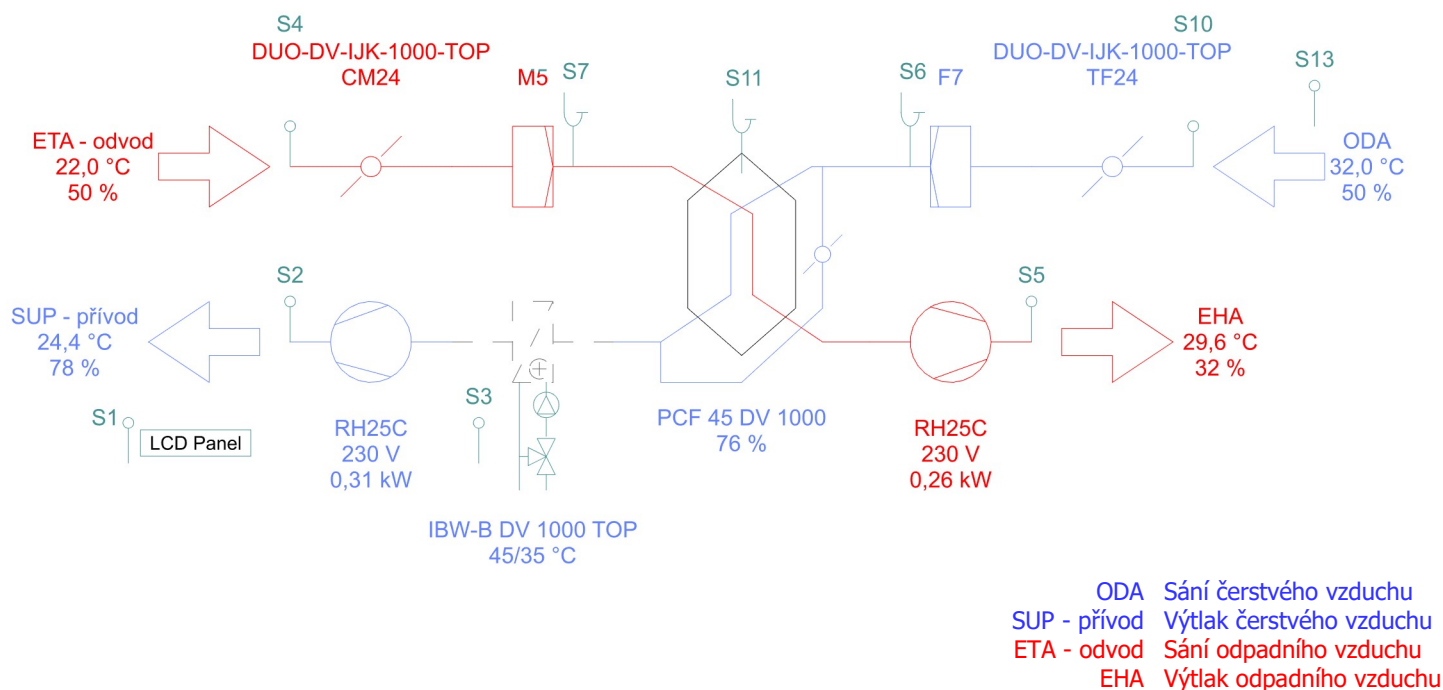 S4
S10
DUO-DV-IJK-1000-TOP
CM24
M5
S7
S11
S6
F7
DUO-DV-IJK-1000-TOP
TF24
S13
ETA - odvod
22,0 °C
50 %
ODA
32,0 °C
50 %
S2
S5
SUP - přívod
24,4 °C
78 %
EHA
29,6 °C
32 %
S1
LCD Panel
RH25C
230 V
0,31 kW
S3
PCF 45 DV 1000
76 %
RH25C
230 V
0,26 kW
IBW-B DV 1000 TOP
45/35 °C
ODA Sání čerstvého vzduchu
SUP - přívod Výtlak čerstvého vzduchu
ETA - odvod Sání odpadního vzduchu
EHA Výtlak odpadního vzduchu